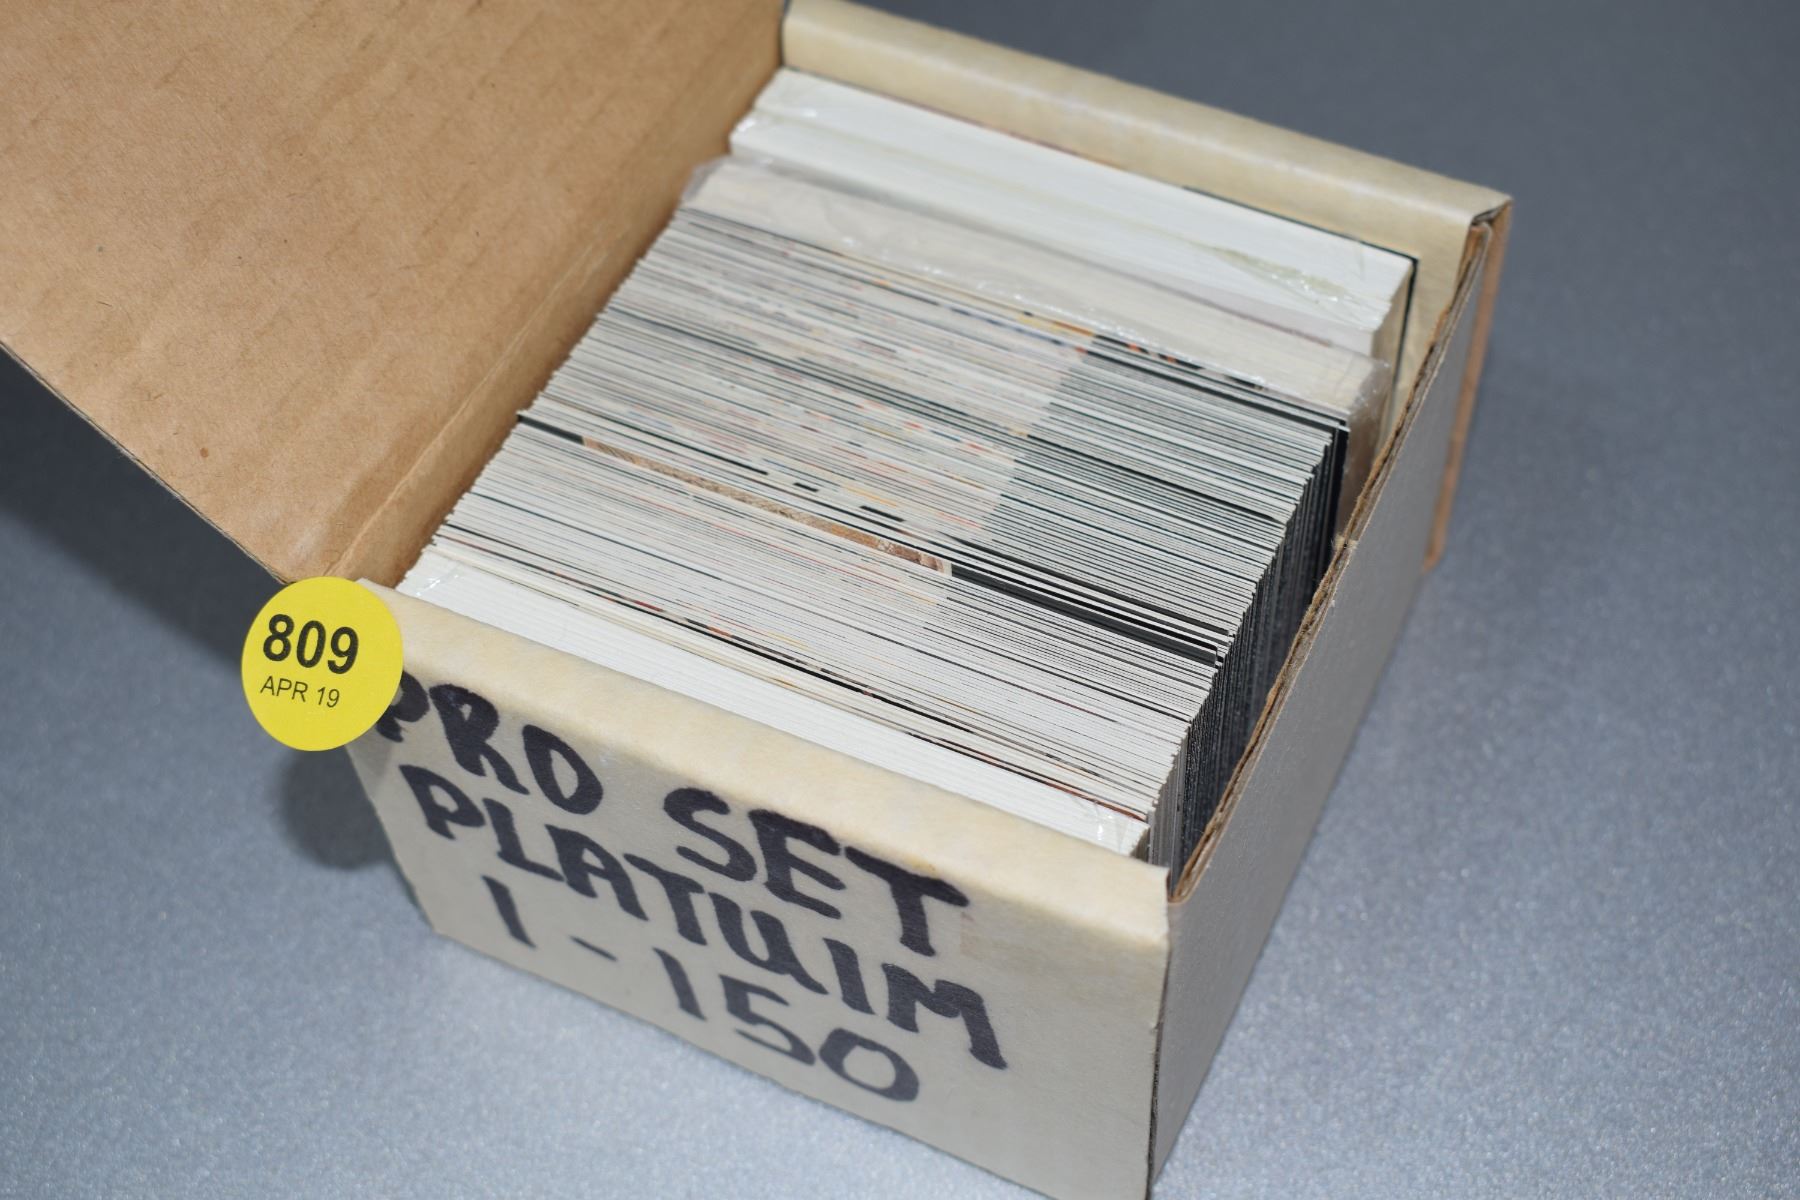 809
APR 19
PRO SET
PLATUIM
1-150